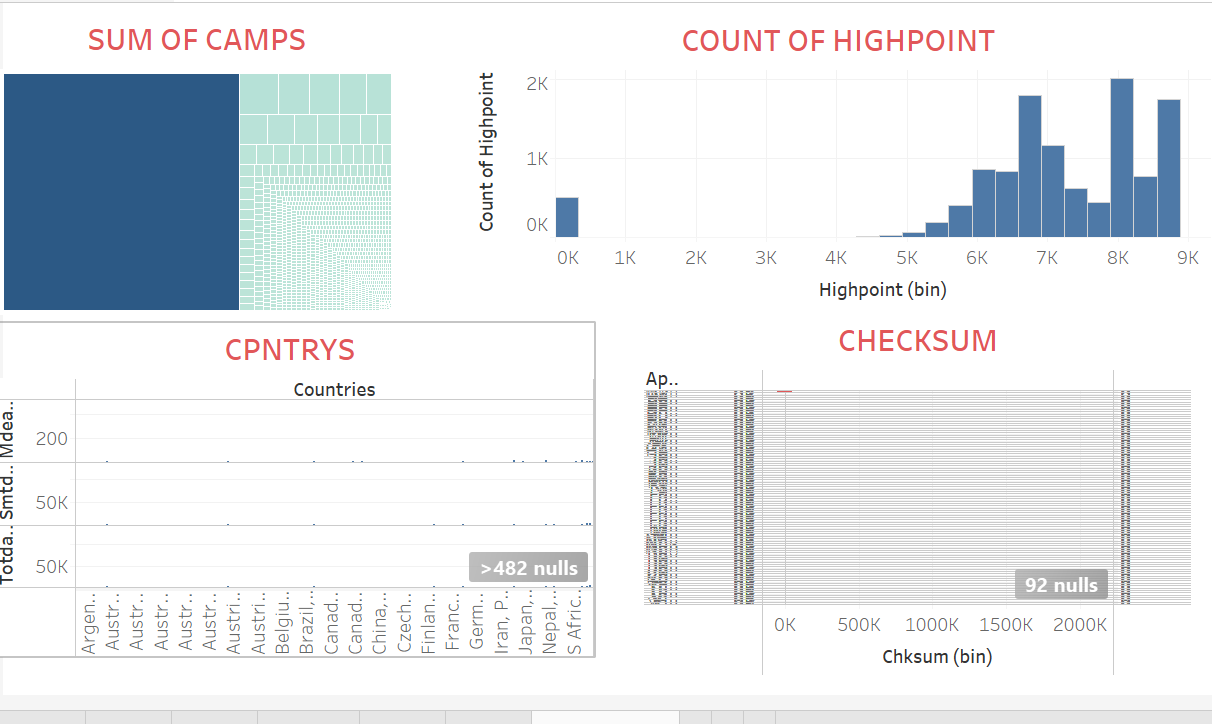 SUM OF CAMPS
COUNT OF HIGHPOINT
Count of Highpoint
2K
1K
0K
0K 1K 2K 3K 4K 5K 6K 7K 8K 9K
Highpoint (bin)
CPNTRYS
Countries
Mdea..
200
Smtd..
50K
Totda..
50K
>482 nulls
Argen..
Austr..
Austr..
Austr..
Austr..
Austr..
Austri..
Austri..
Belgiu..
Brazil,..
Canad..
Canad..
China,..
Czech..
Finlan..
Franc..
Germ..
Iran, P..
Japan,..
Nepal,..
S Afric..
CHECKSUM
Ap..
92 nulls
0K 500K 1000K 1500K 2000K
Chksum (bin)